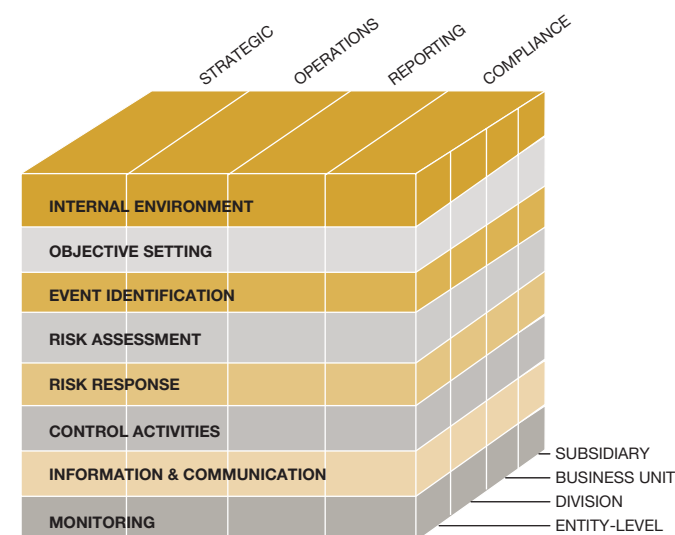 STRATEGIC
OPERATIONS
REPORTING
COMPLIANCE
INTERNAL ENVIRONMENT
OBJECTIVE SETTING
EVENT IDENTIFICATION
RISK ASSESSMENT
RISK RESPONSE
CONTROL ACTIVITIES
INFORMATION & COMMUNICATION
MONITORING
SUBSIDIARY
BUSINESS UNIT
DIVISION
ENTITY-LEVEL